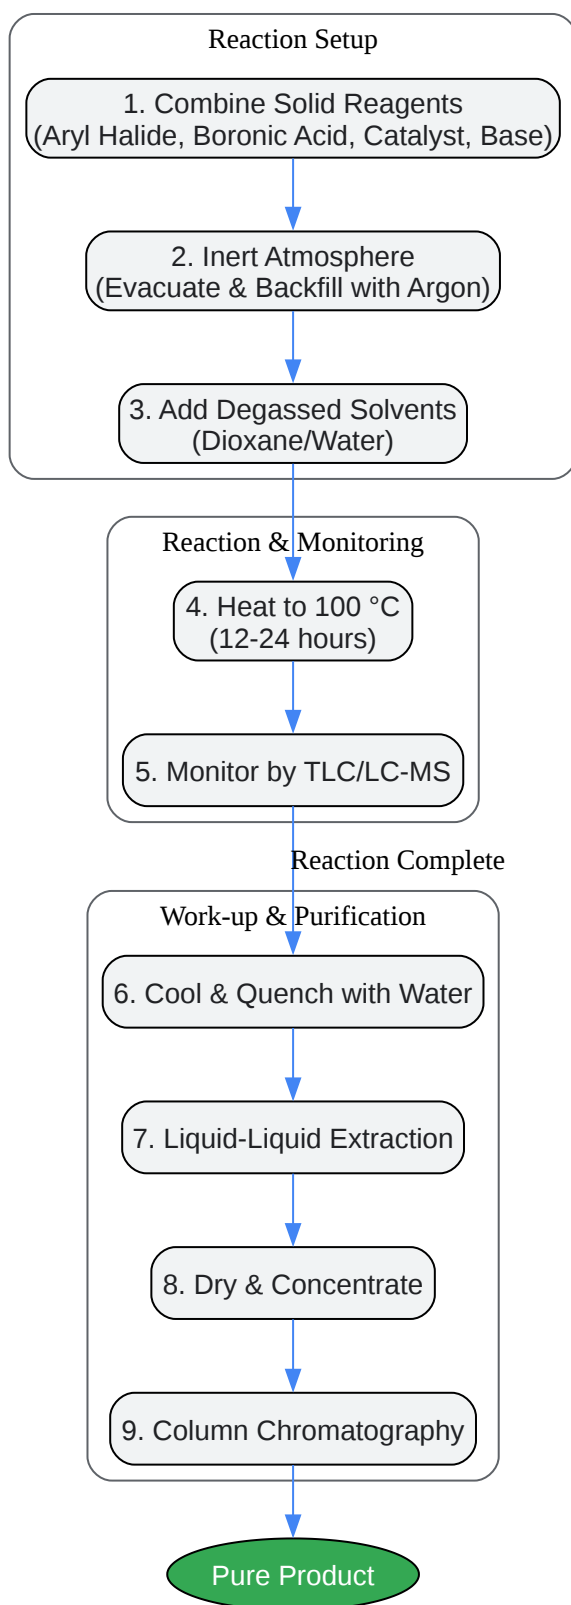 Reaction Setup
1. Combine Solid Reagents
(Aryl Halide, Boronic Acid, Catalyst, Base)
2. Inert Atmosphere
(Evacuate & Backfill with Argon)
3. Add Degassed Solvents
(Dioxane/Water)
Reaction & Monitoring
4. Heat to 100 °C
(12-24 hours)
5. Monitor by TLC/LC-MS
Reaction Complete
Work-up & Purification
6. Cool & Quench with Water
7. Liquid-Liquid Extraction
8. Dry & Concentrate
9. Column Chromatography
Pure Product